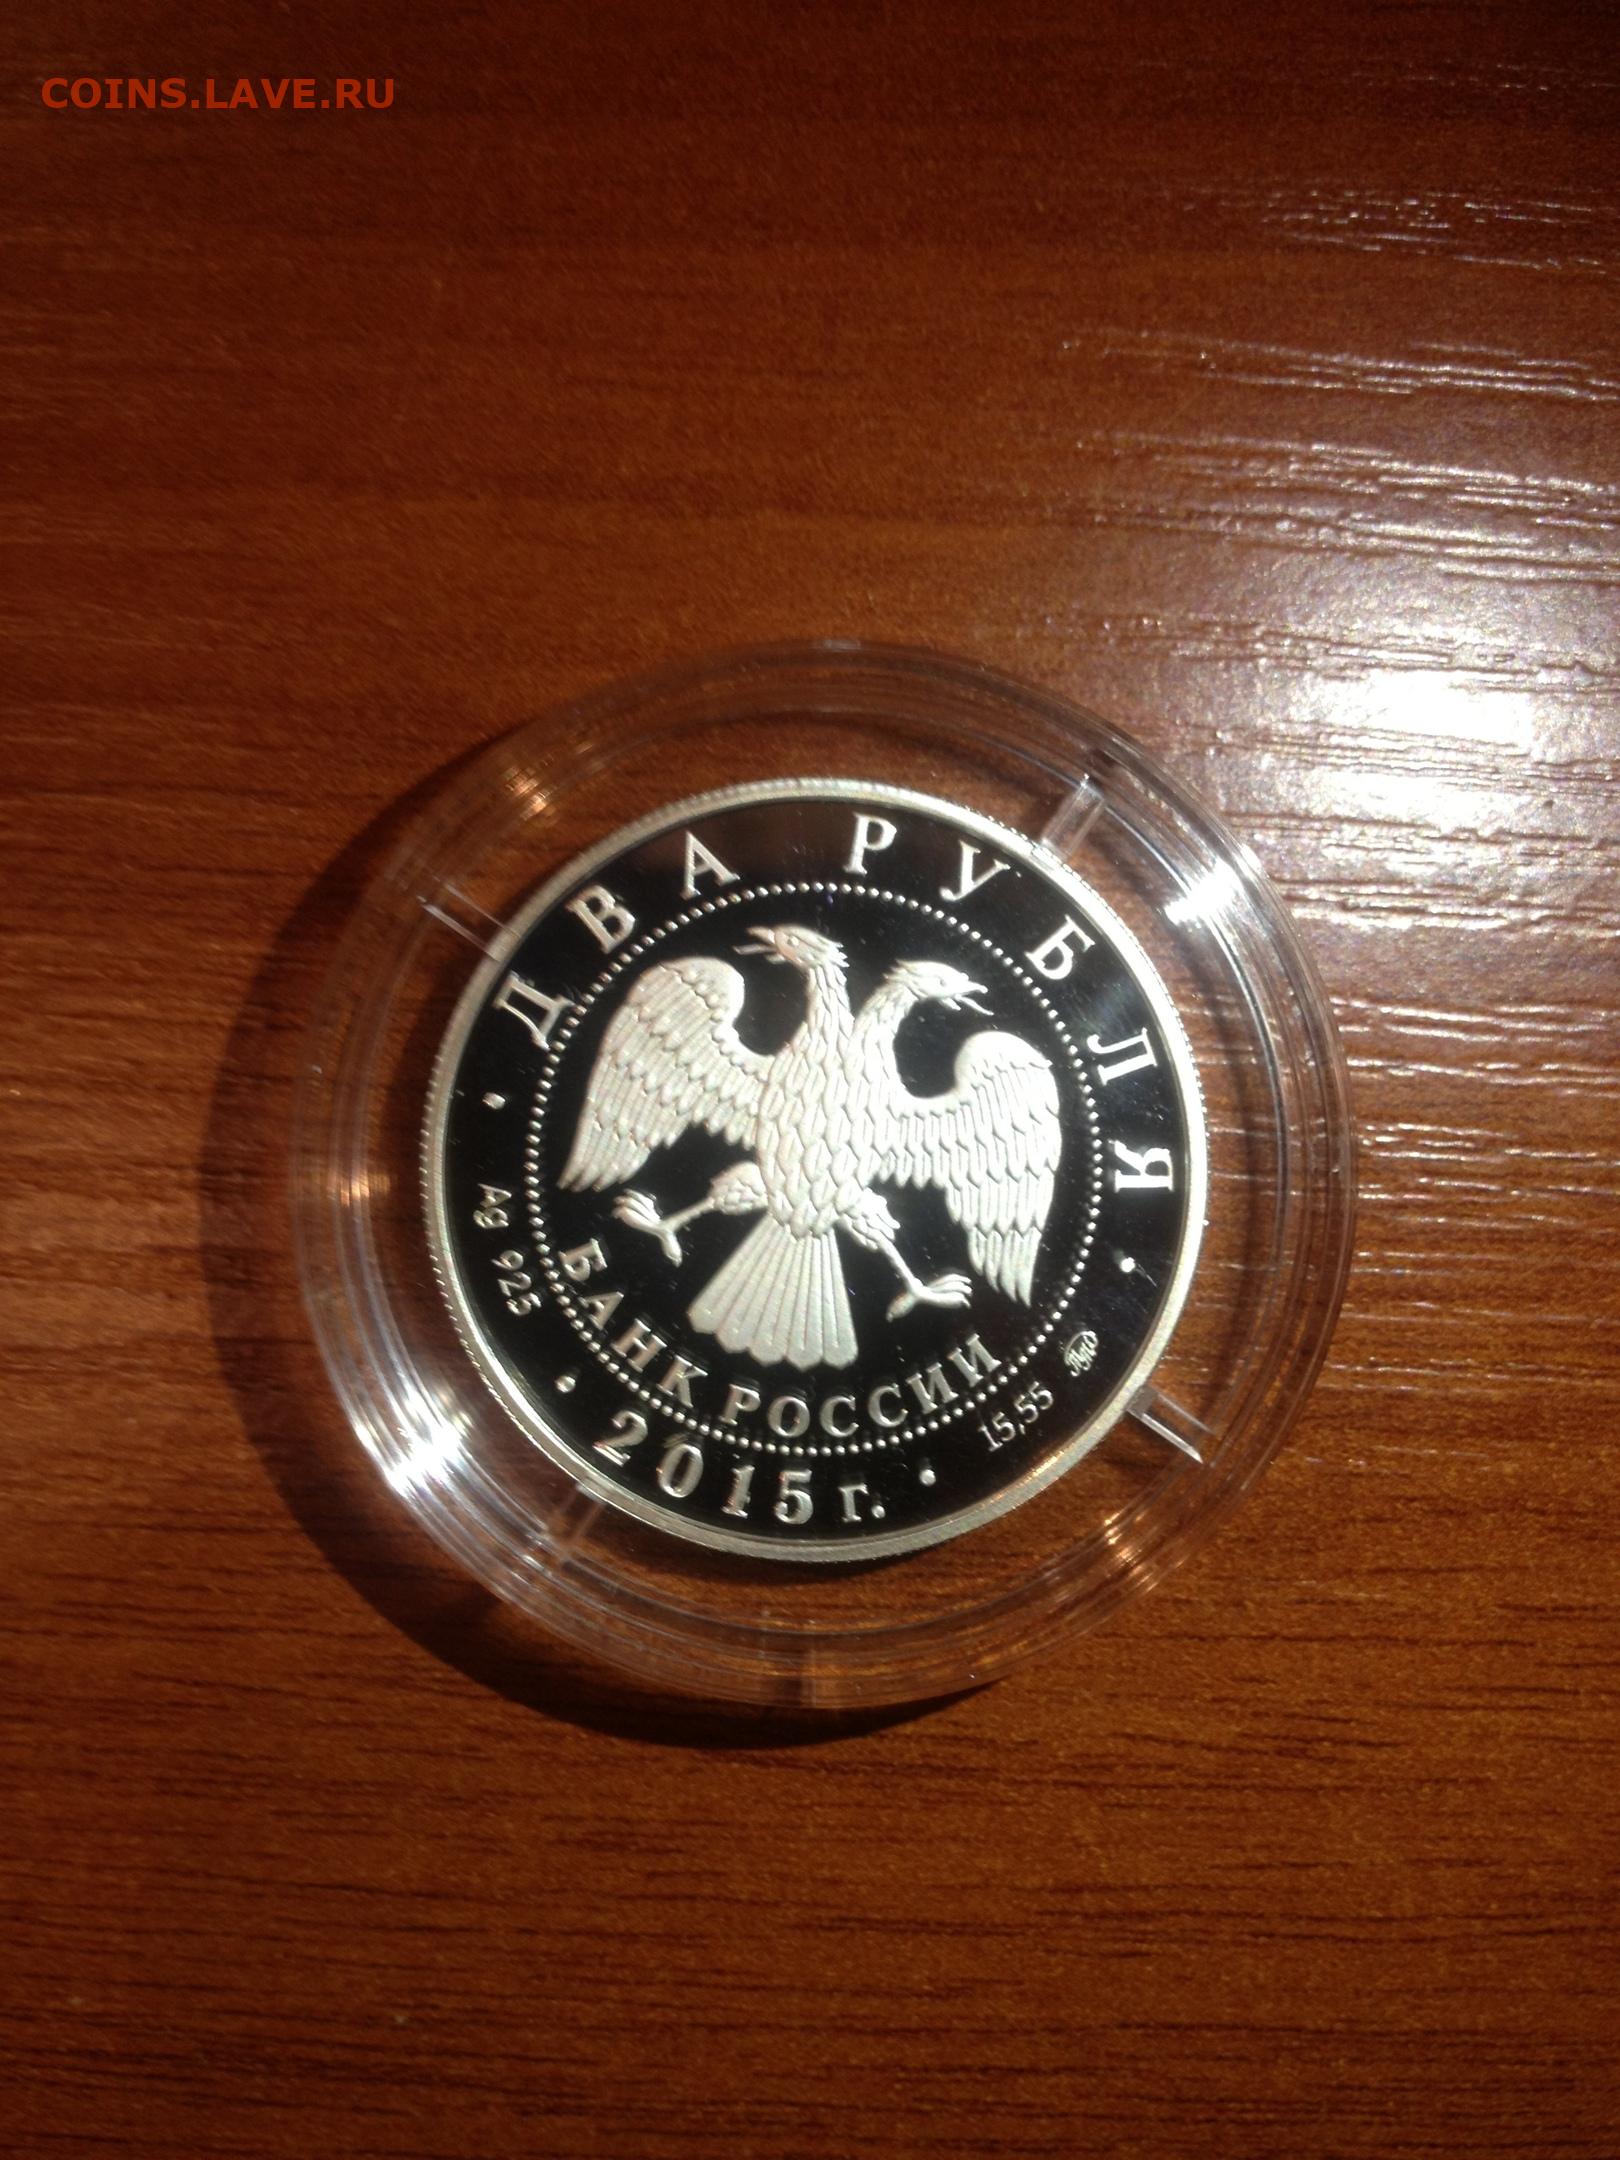 COINS.LAVE.RU
ДВА РУБЛЯ
БАНК РОССИИ
Ag 925
2015 г.
15,55